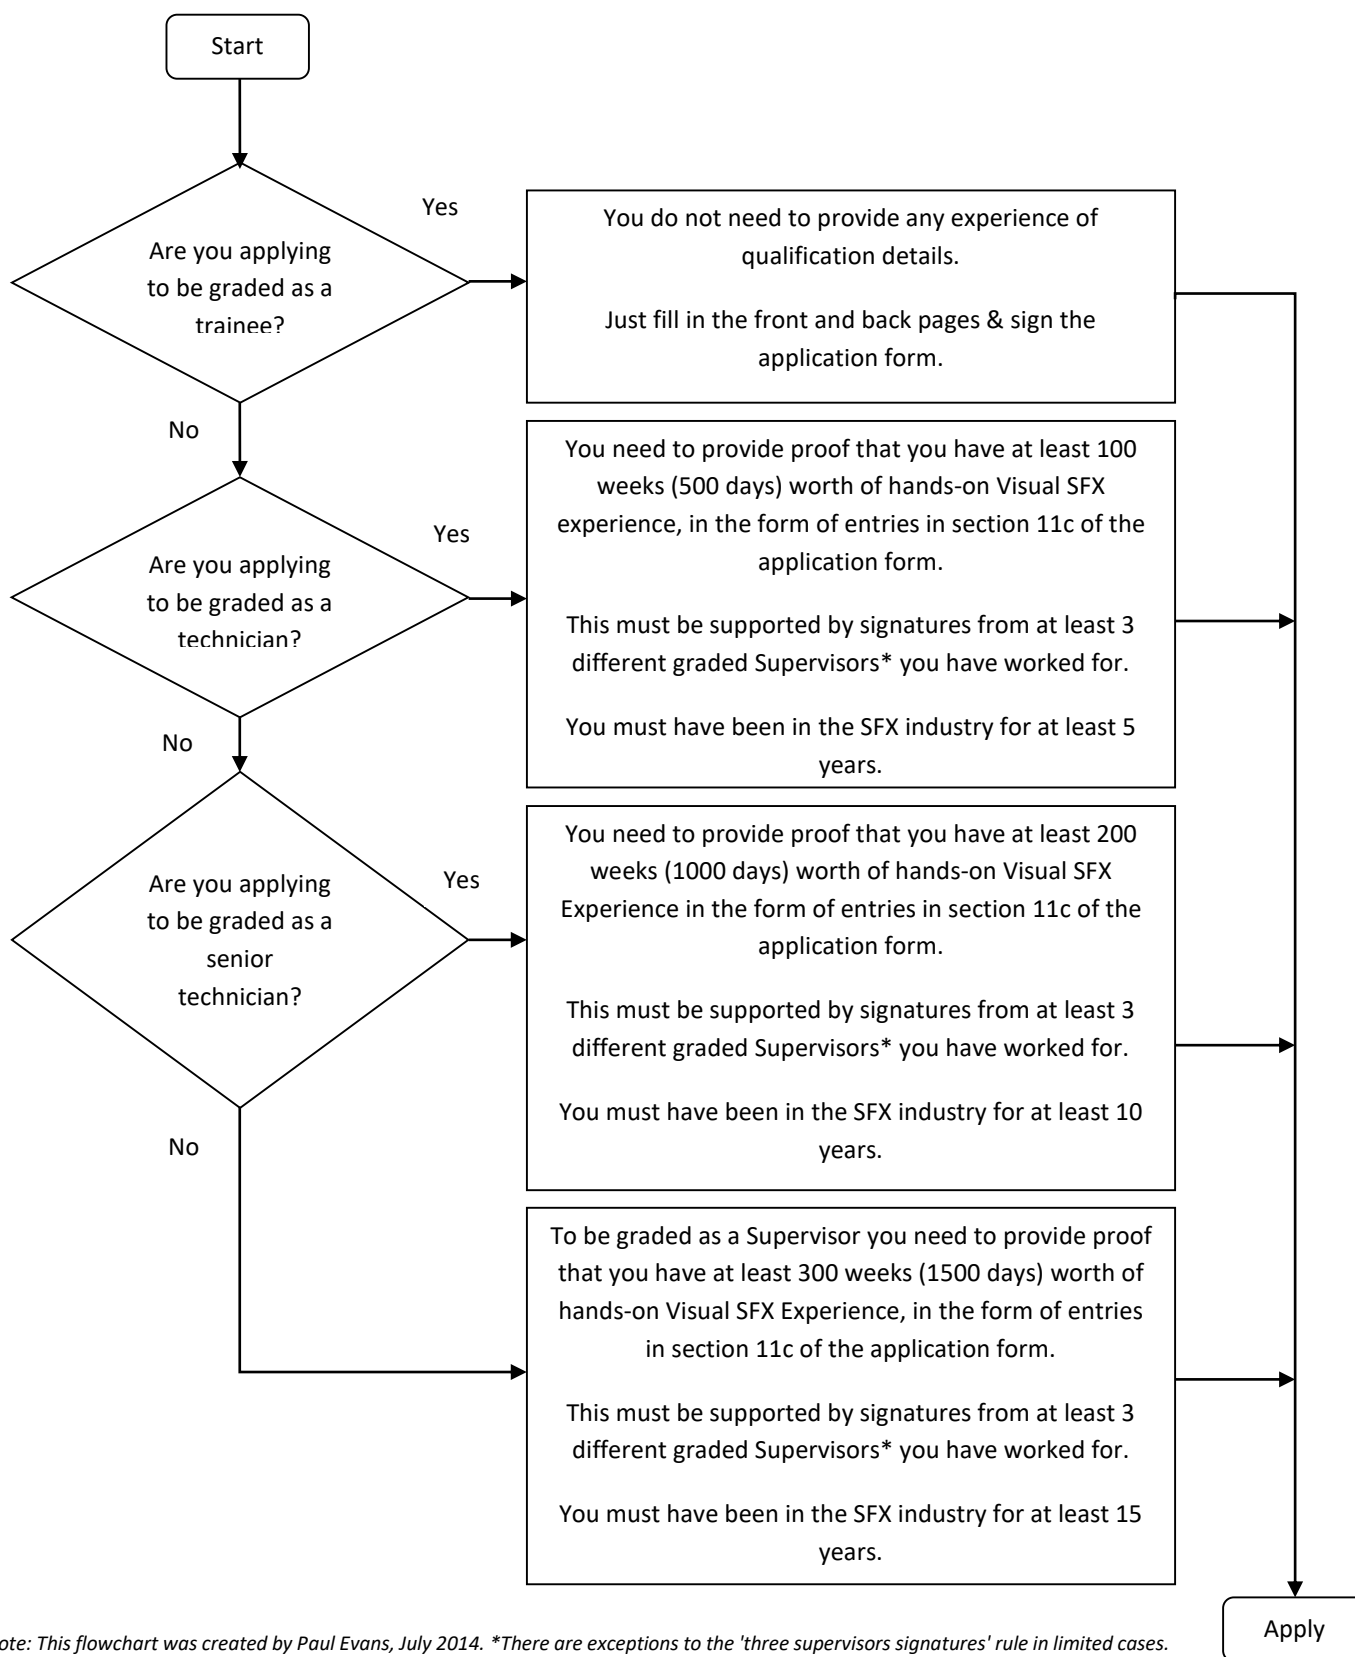 Start
Yes
Are you applying
to be graded as a
trainee?
You do not need to provide any experience of
qualification details.
Just fill in the front and back pages & sign the
application form.
No
Yes
Are you applying
to be graded as a
technician?
You need to provide proof that you have at least 100
weeks (500 days) worth of hands-on Visual SFX
experience, in the form of entries in section 11c of the
application form.
This must be supported by signatures from at least 3
different graded Supervisors* you have worked for.
You must have been in the SFX industry for at least 5
years.
No
Yes
Are you applying
to be graded as a
senior
technician?
You need to provide proof that you have at least 200
weeks (1000 days) worth of hands-on Visual SFX
Experience in the form of entries in section 11c of the
application form.
This must be supported by signatures from at least 3
different graded Supervisors* you have worked for.
You must have been in the SFX industry for at least 10
years.
No
To be graded as a Supervisor you need to provide proof
that you have at least 300 weeks (1500 days) worth of
hands-on Visual SFX Experience, in the form of entries
in section 11c of the application form.
This must be supported by signatures from at least 3
different graded Supervisors* you have worked for.
You must have been in the SFX industry for at least 15
years.
ote: This flowchart was created by Paul Evans, July 2014. *There are exceptions to the 'three supervisors signatures' rule in limited cases.
Apply